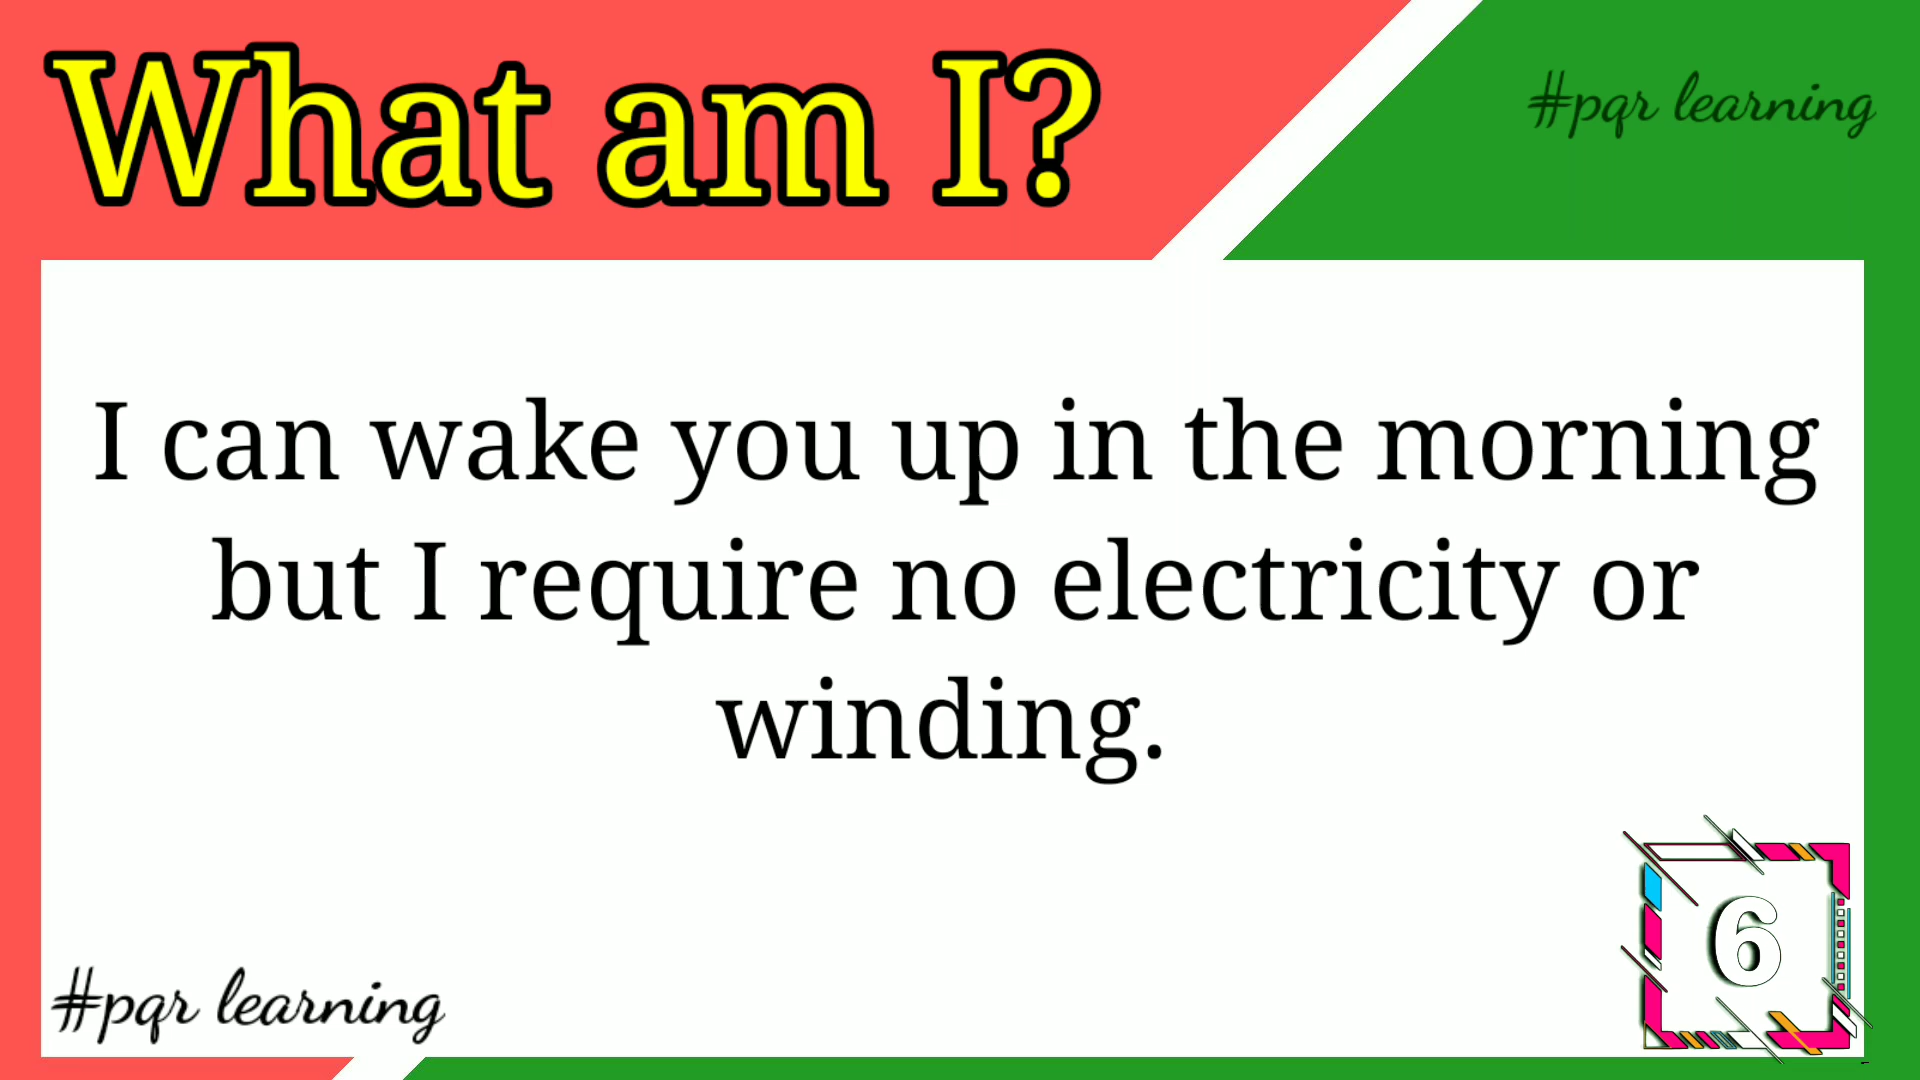 What am I?
#pqr learning
I can wake you up in the morning
but I require no electricity or
winding.
6
#pqr learning